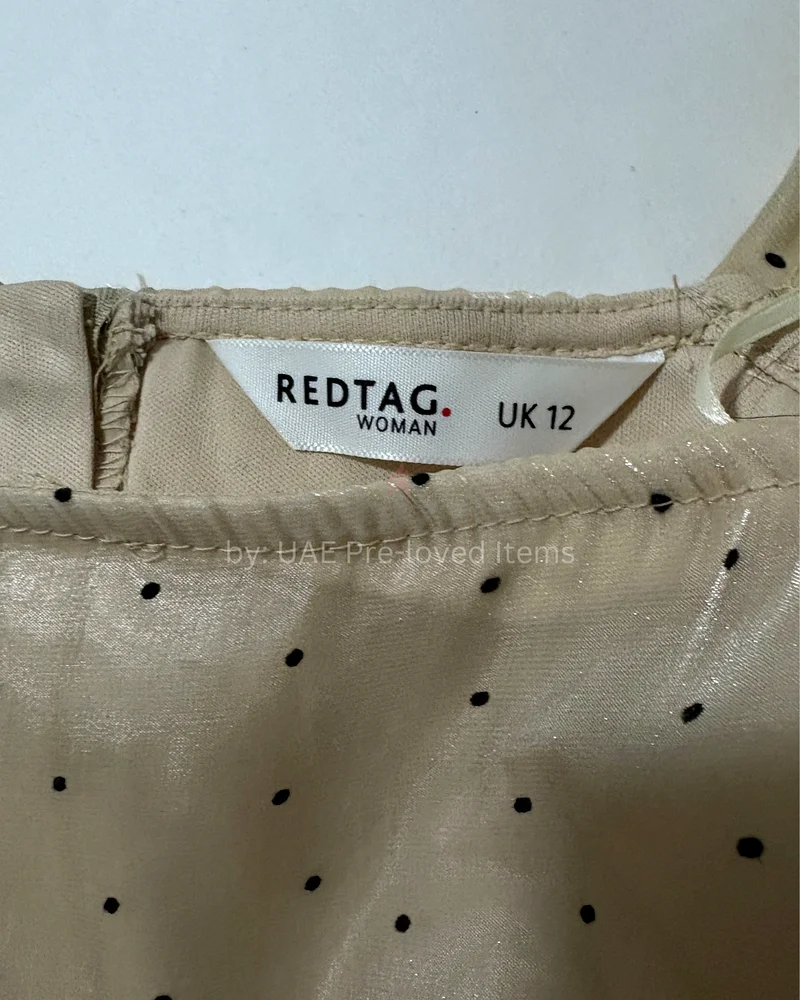 REDTAG.
WOMAN
UK 12
by: UAE Pre-loved Items